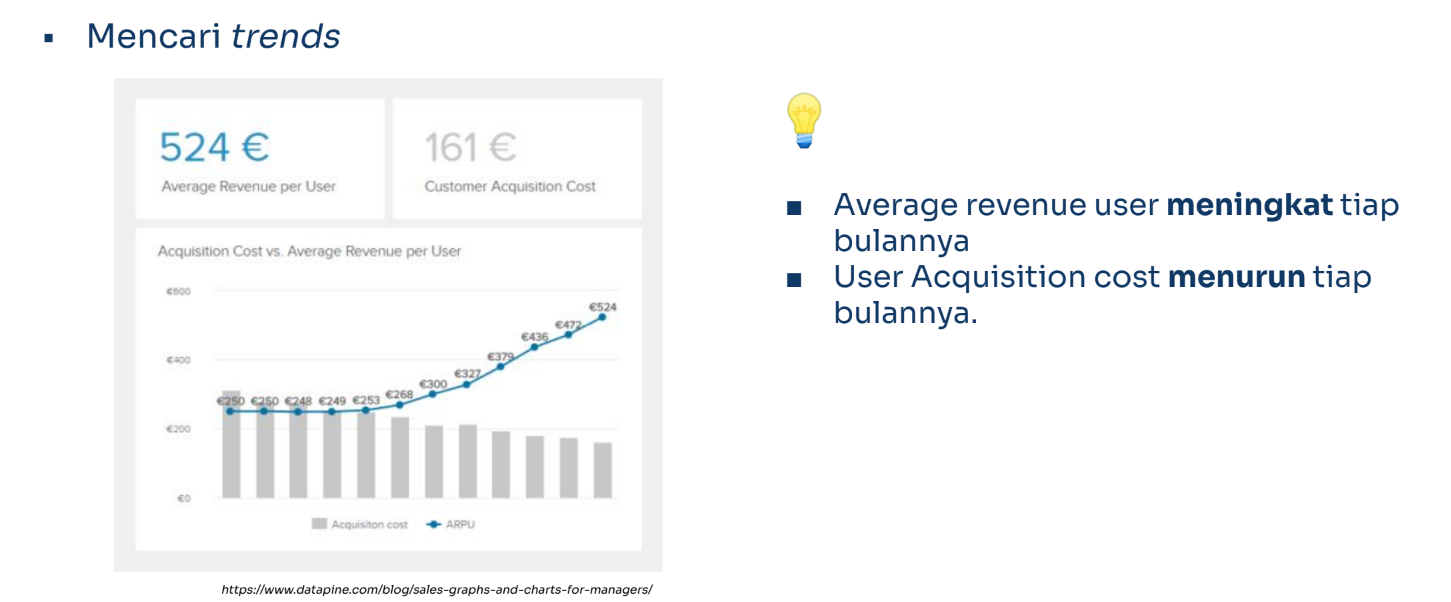 ▪ Mencari trends
524 €
Average Revenue per User
161 €
Customer Acquisition Cost
Acquisition Cost vs. Average Revenue per User
€600
€400
€200
€0
€250 €250 €248 €249 €253 €268 €300 €327 €379 €436 €472 €524
Acquisiton cost ARPU
https://www.datapine.com/blog/sales-graphs-and-charts-for-managers/
▪ Average revenue user meningkat tiap
bulannya
▪ User Acquisition cost menurun tiap
bulannya.